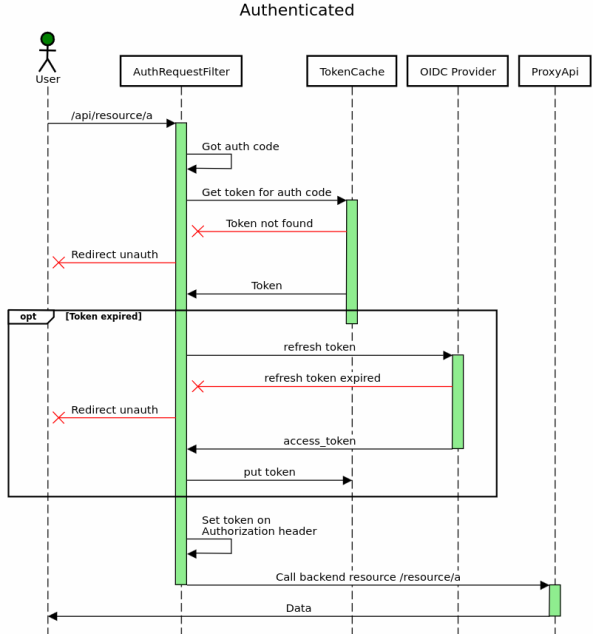 Authenticated
User
AuthRequestFilter
TokenCache
OIDC Provider
ProxyApi
/api/resource/a
Got auth code
Get token for auth code
Token not found
Redirect unauth
Token
opt
[Token expired]
refresh token
refresh token expired
Redirect unauth
access_token
put token
Set token on
Authorization header
Call backend resource /resource/a
Data